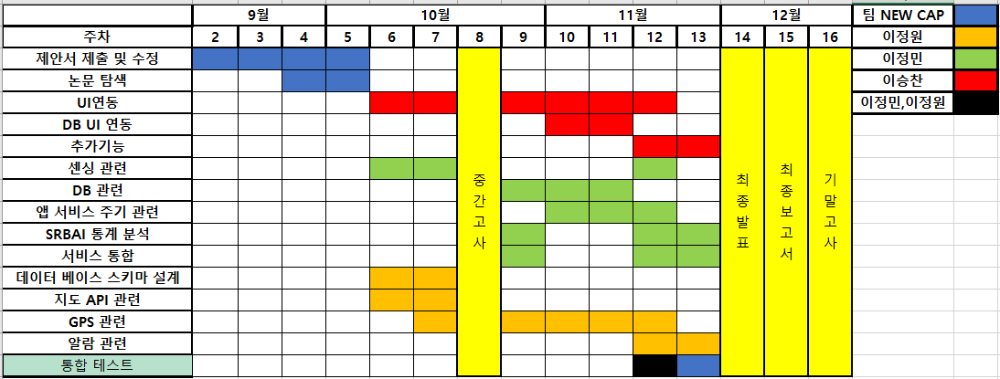 9월 10월 11월 12월 팀 NEW CAP
주차 2 3 4 5 6 7 8 9 10 11 12 13 14 15 16 이정원
제안서 제출 및 수정 이정민
논문 탐색 이승찬
UI연동 이정민,이정원
DB UI 연동
추가기능
센싱 관련
DB 관련
앱 서비스 주기 관련
SRBAI 통계 분석
서비스 통합
데이터 베이스 스키마 설계
지도 API 관련
GPS 관련
알람 관련
통합 테스트
중간고사
최종발표
최종보고서
기말고사